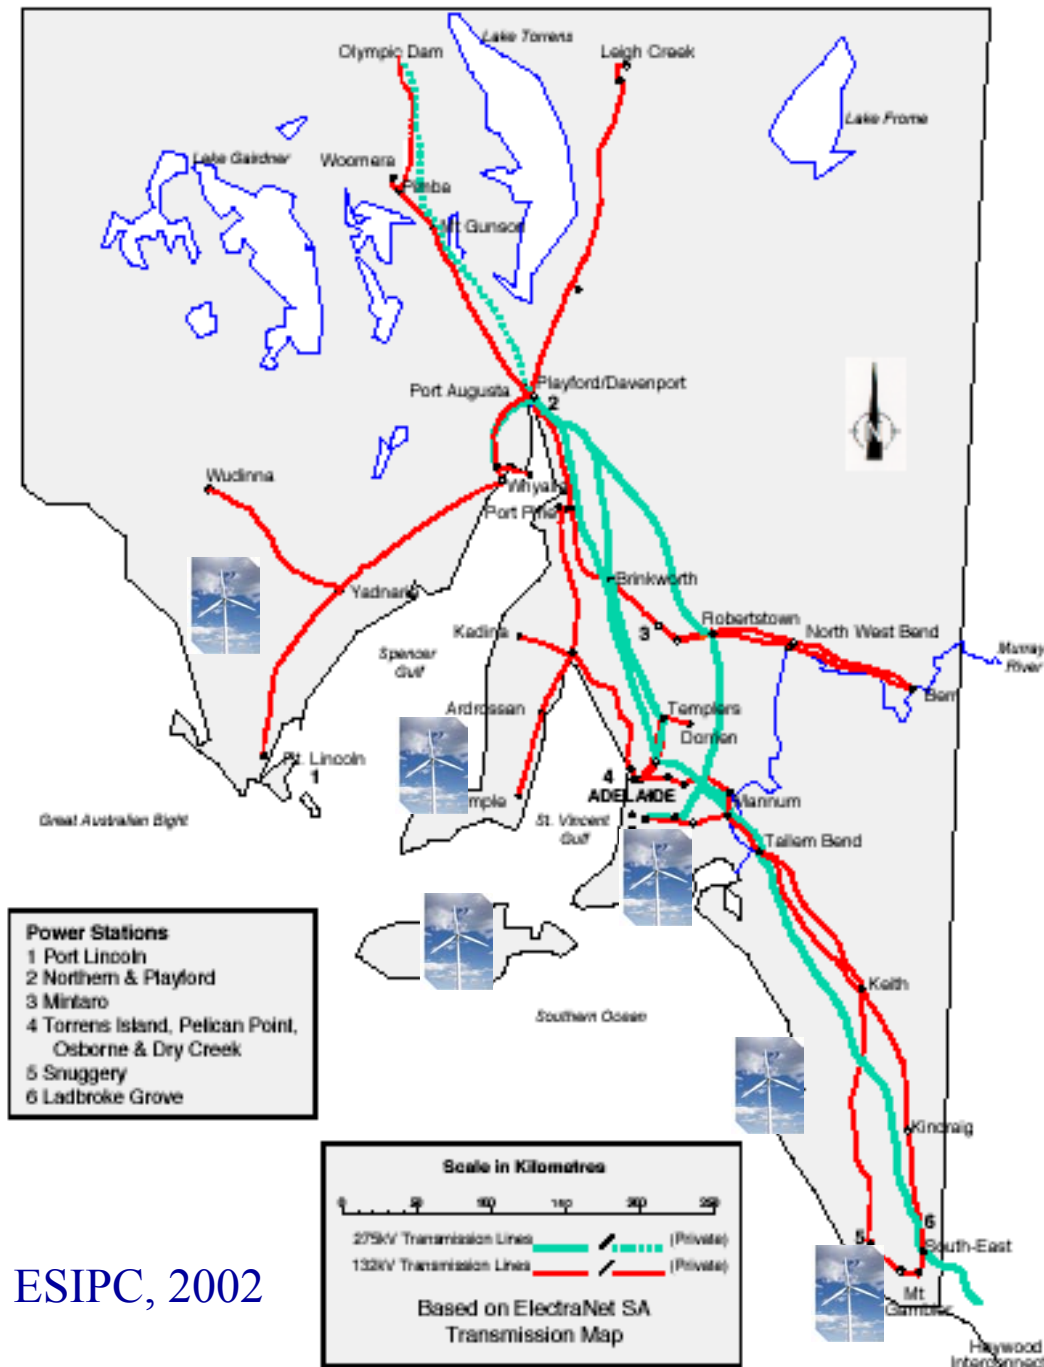 Olympic Dam
Lake Torrens
Leigh Creek
Lake Frome
Lake Gairdner
Woomera
Pimba
Mt Gunson
Port Augusta
Playford/Davenport
2
N
Wudinna
Whyalla
Port Pirie
Yadnarie
Brinkworth
3
Robertstown
North West Bend
Murray
River
Berri
Kadina
Spencer
Gulf
Ardrossan
Templers
Dorrien
Pt. Lincoln
1
4
ADELAIDE
Mannum
Great Australian Bight
St. Vincent
Gulf
Tailem Bend
Power Stations
1 Port Lincoln
2 Northern & Playford
3 Mintaro
4 Torrens Island, Pelican Point,
Osborne & Dry Creek
5 Snuggery
6 Ladbroke Grove
Keith
Southern Ocean
Kincraig
Scale in Kilometres
0 50 100 150 200 250
275kV Transmission Lines (Private)
132kV Transmission Lines (Private)
Based on ElectraNet SA
Transmission Map
6
5
South-East
Mt
Gambier
Heywood
Interconnect
ESIPC, 2002